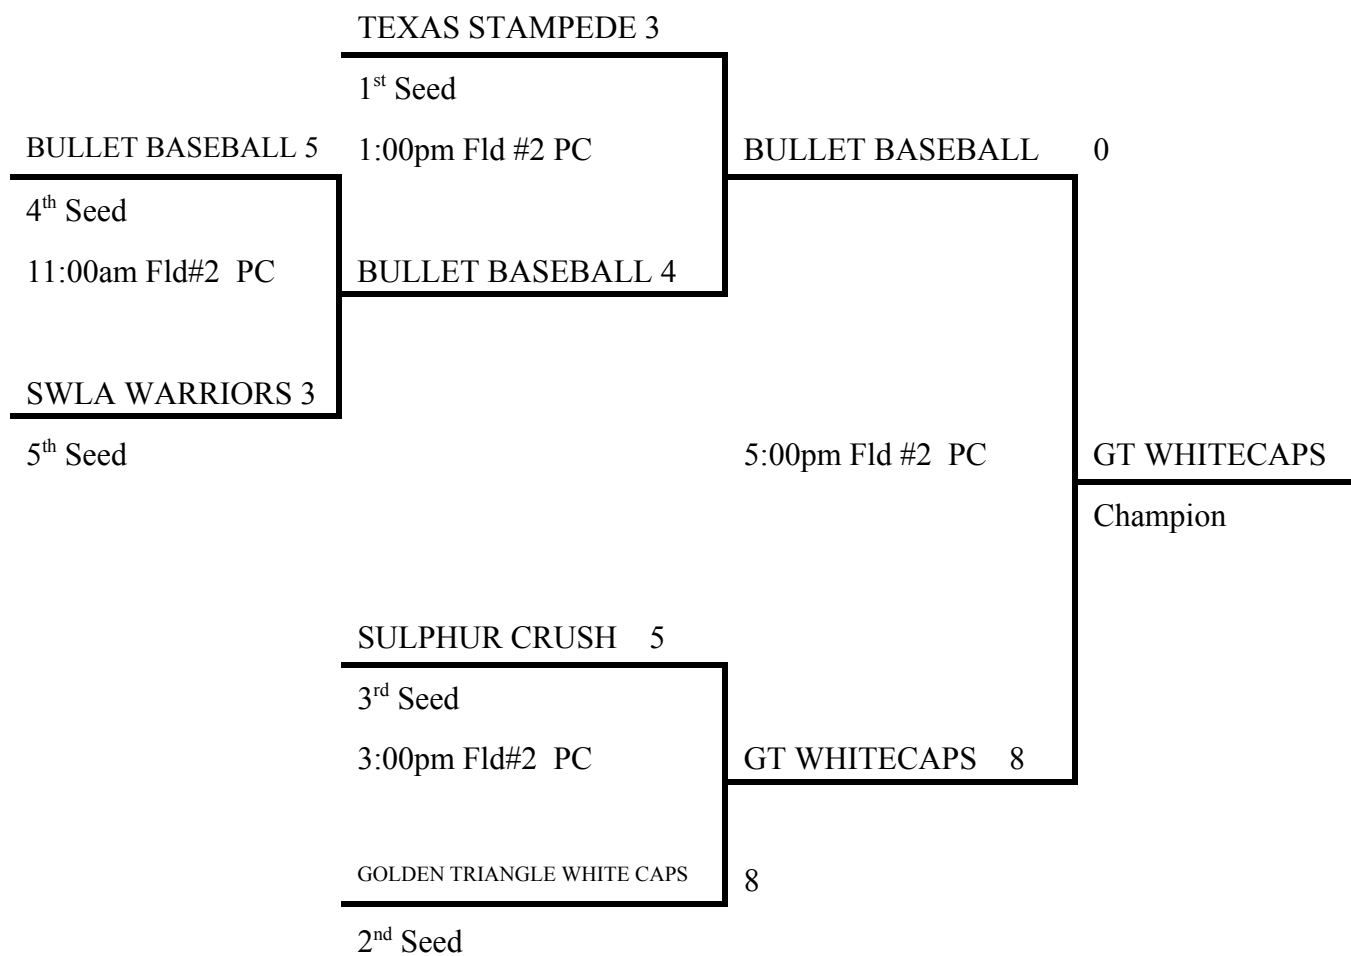 TEXAS STAMPEDE 3
1st Seed
BULLET BASEBALL 5
1:00pm Fld #2 PC
BULLET BASEBALL 0
4th Seed
11:00am Fld#2 PC
BULLET BASEBALL 4
SWLA WARRIORS 3
5th Seed
5:00pm Fld #2 PC
GT WHITECAPS
Champion
SULPHUR CRUSH 5
3rd Seed
3:00pm Fld#2 PC
GT WHITECAPS 8
GOLDEN TRIANGLE WHITE CAPS 8
2nd Seed